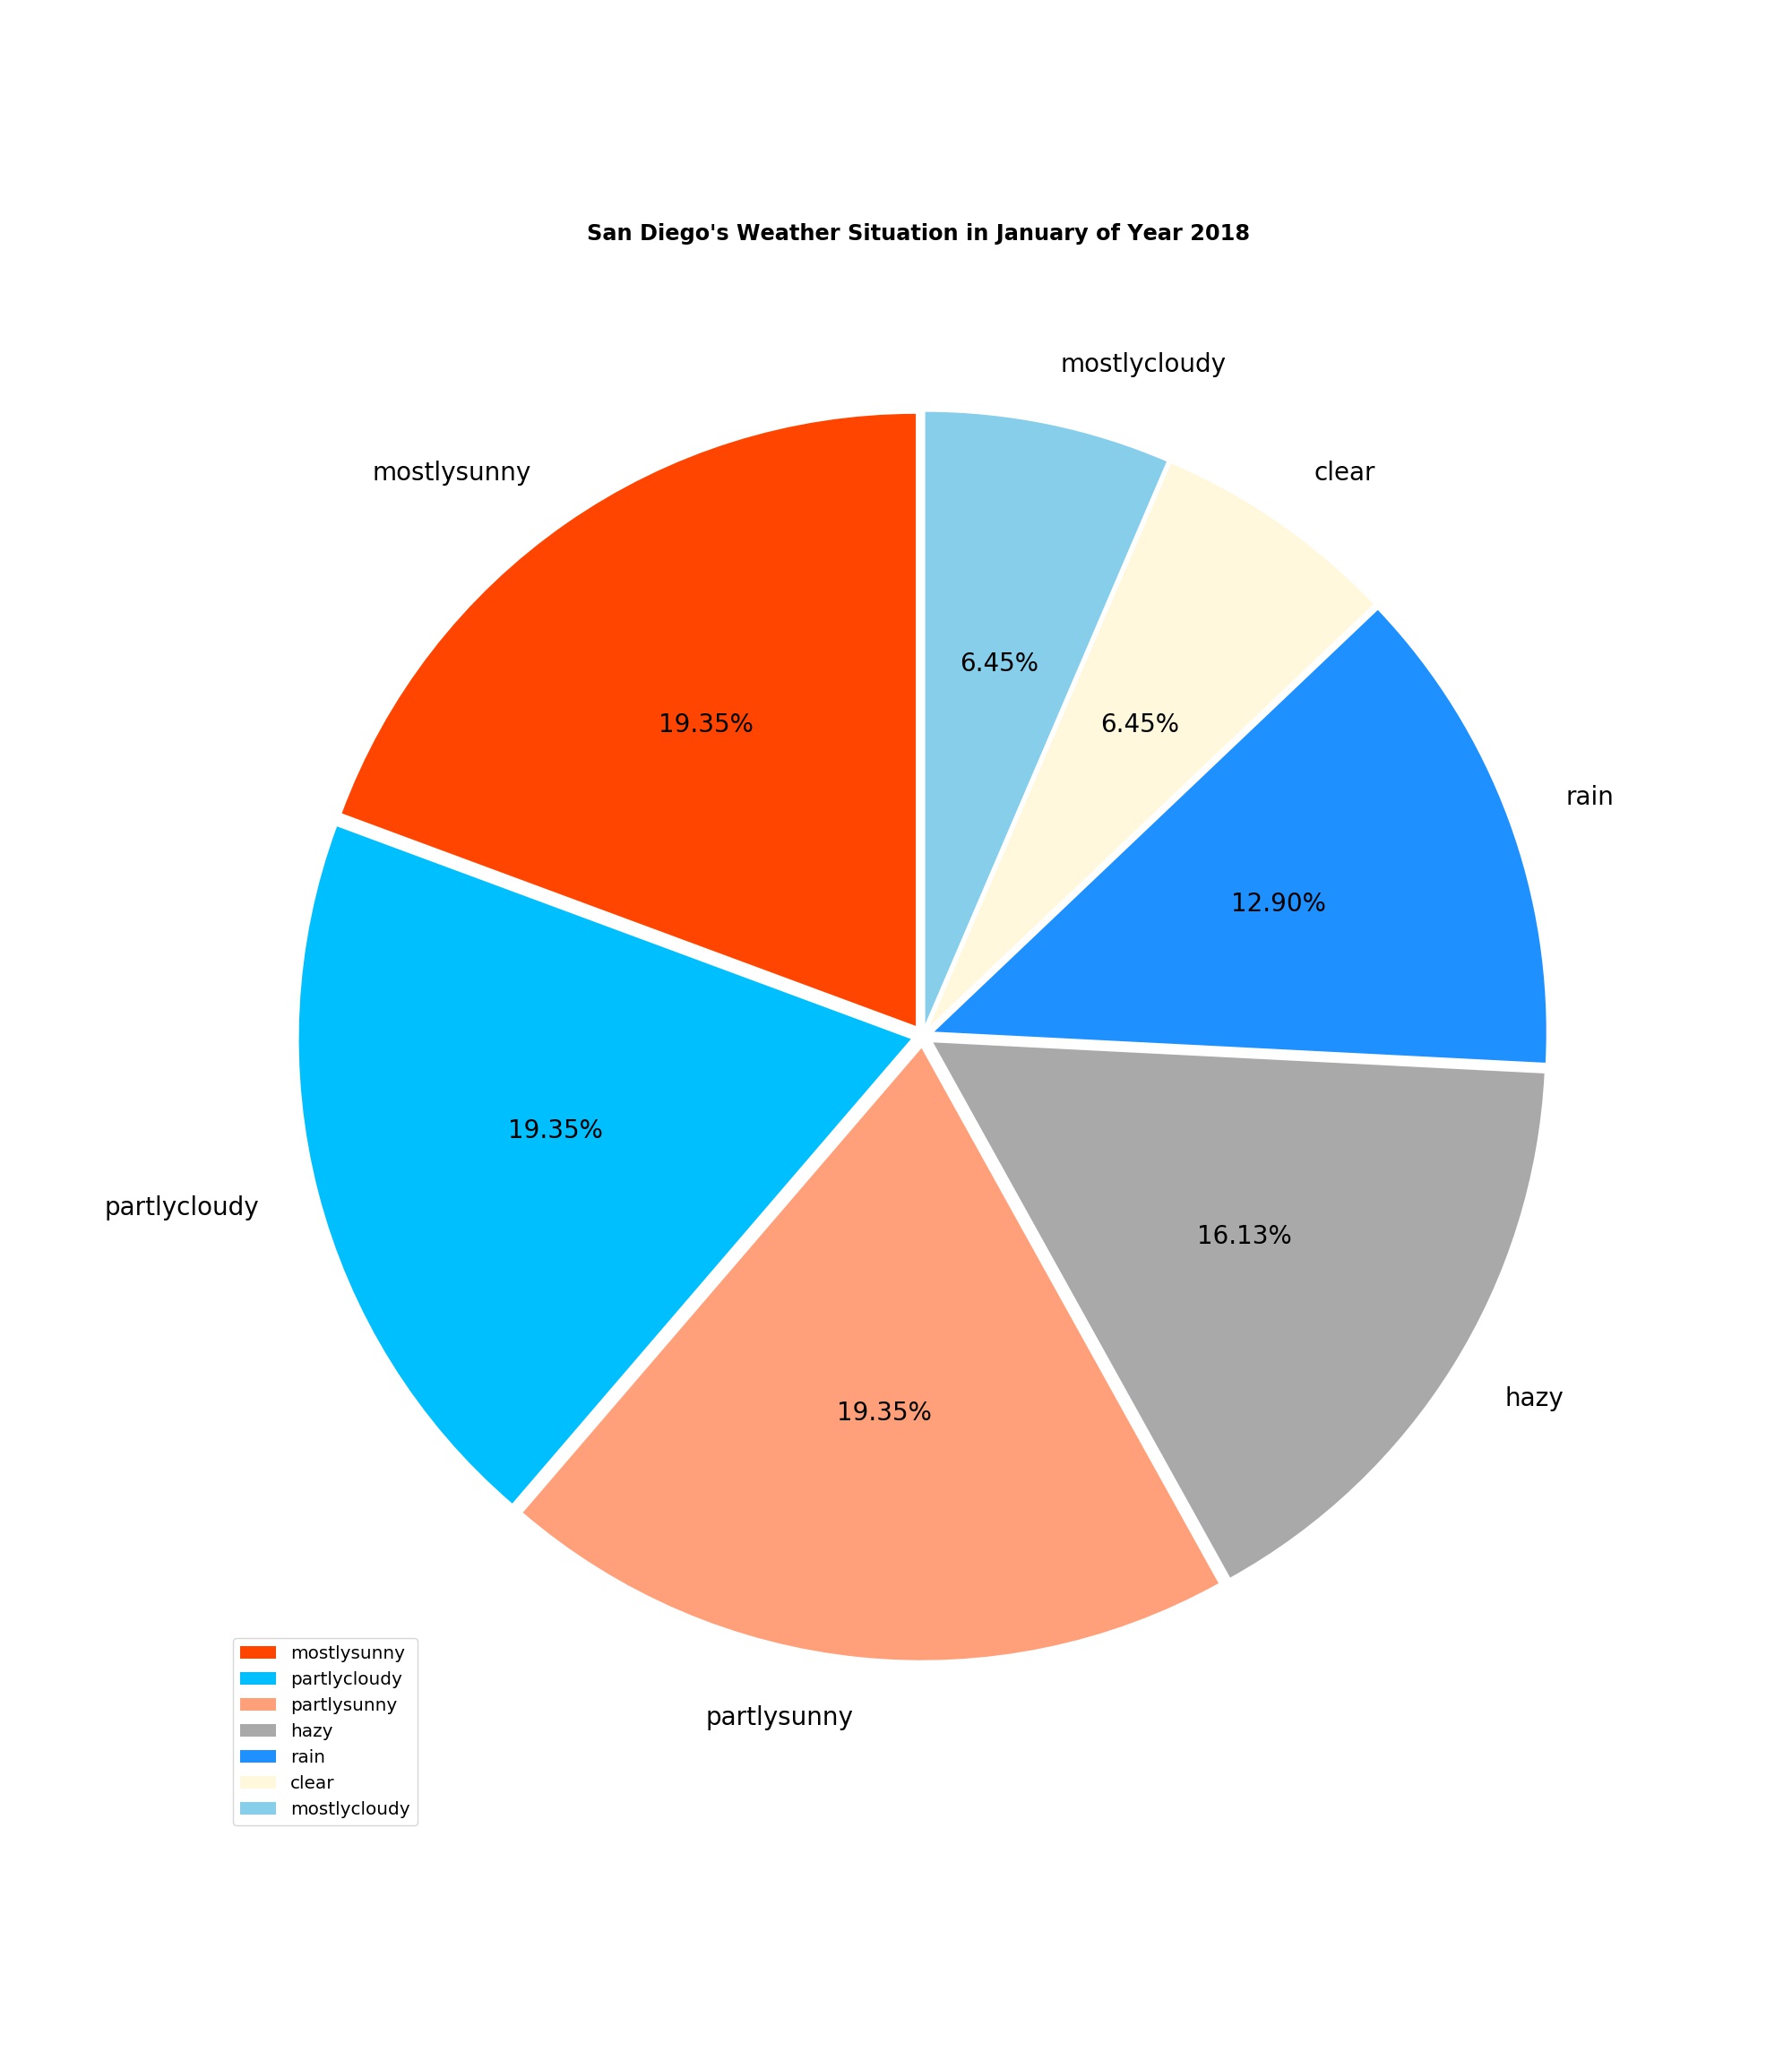 San Diego's Weather Situation in January of Year 2018
mostlycloudy
mostlysunny
clear
6.45%
19.35%
6.45%
rain
12.90%
19.35%
partlycloudy
16.13%
hazy
19.35%
partlysunny
mostlysunny
partlycloudy
partlysunny
hazy
rain
clear
mostlycloudy